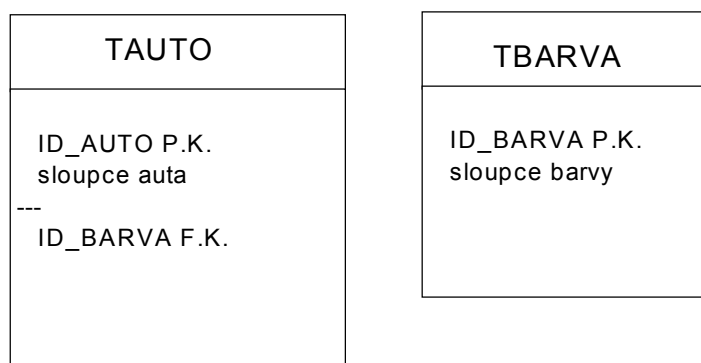 TAUTO
ID_AUTO P.K.
sloupce auta
---
ID_BARVA F.K.
TBARVA
ID_BARVA P.K.
sloupce barvy